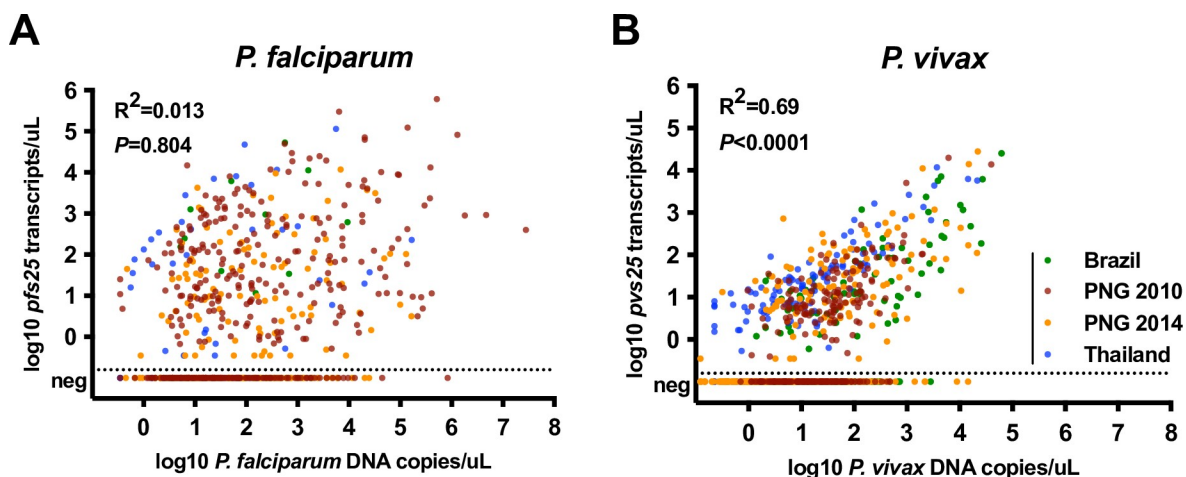 A
P. falciparum
R2=0.013
P=0.804
log10 pfs25 transcripts/uL
6
5
4
3
2
1
0
neg
0 1 2 3 4 5 6 7 8
log10 P. falciparum DNA copies/uL
B
P. vivax
R2=0.69
P<0.0001
log10 pvs25 transcripts/uL
6
5
4
3
2
1
0
neg
0 1 2 3 4 5 6 7 8
log10 P. vivax DNA copies/uL
Brazil
PNG 2010
PNG 2014
Thailand